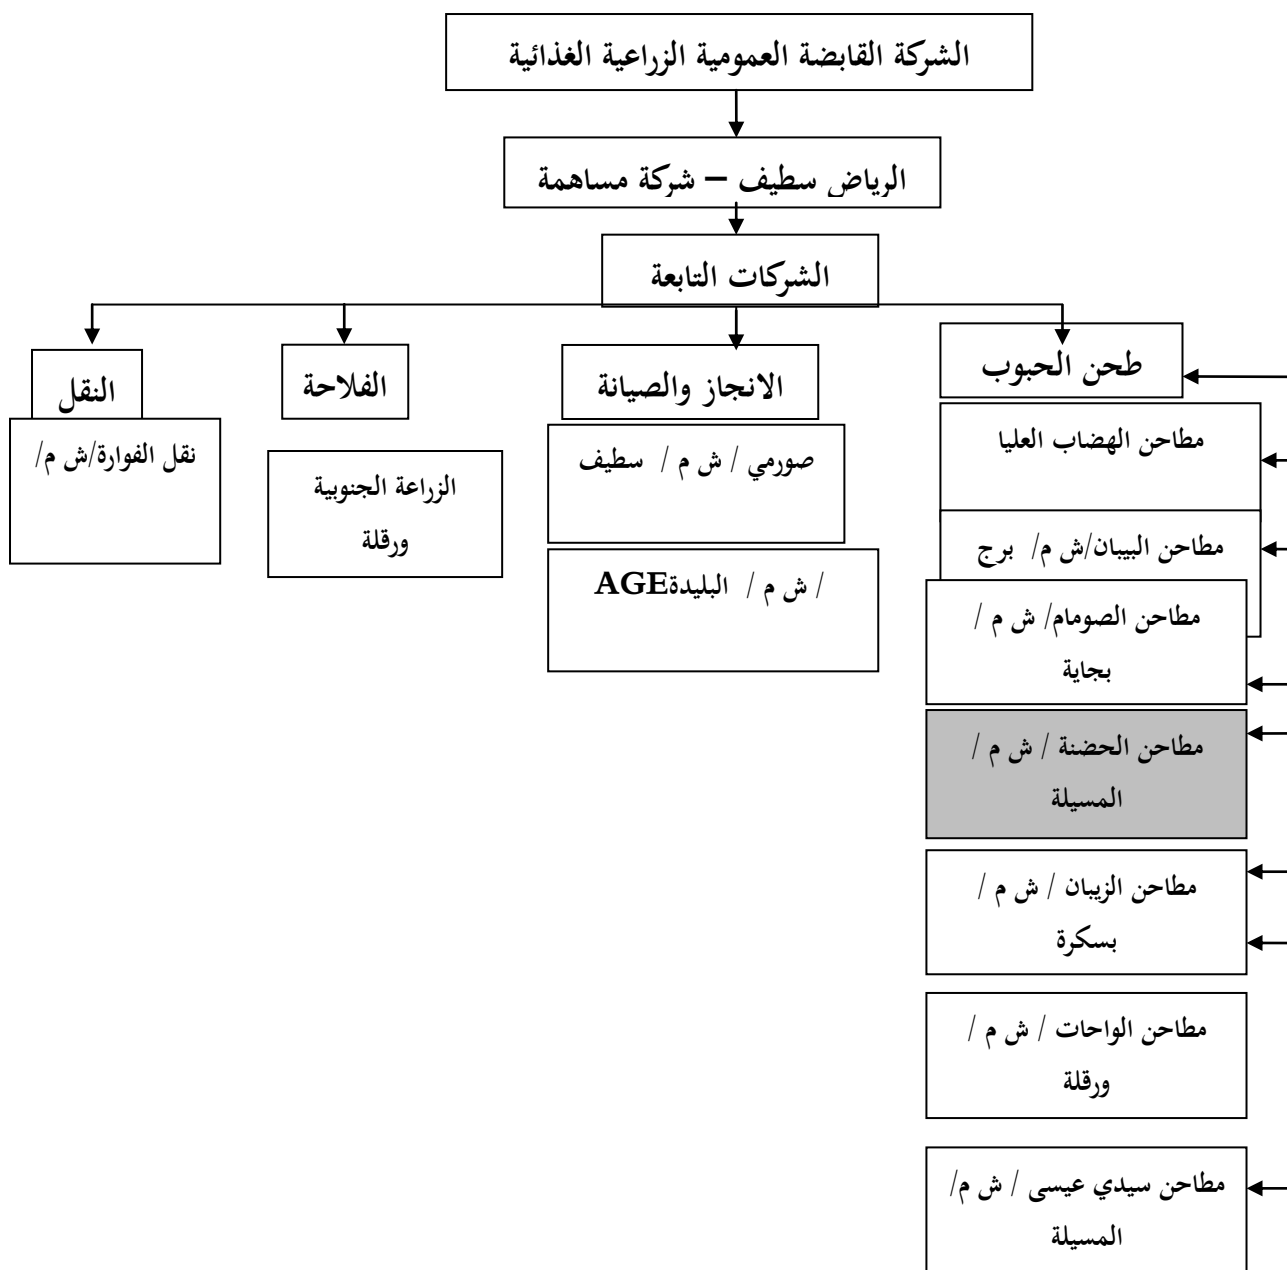 الشركة القابضة العمومية الزراعية الغذائية
الرياض سطيف – شركة مساهمة
الشركات التابعة
طحن الحبوب
الانجاز والصيانة
الفلاحة
النقل
مطاحن الهضاب العليا
مطاحن البيبان/ش م/ برج
مطاحن الصومام/ ش م /
بجاية
مطاحن الحضنة / ش م /
المسيلة
مطاحن الزيبان / ش م /
بسكرة
مطاحن الواحات / ش م /
ورقلة
مطاحن سيدي عيسى / ش م/
المسيلة
صورمي / ش م / سطيف
/ ش م / البليدةAGE
الزراعة الجنوبية
ورقلة
نقل الفوارة/ش م/